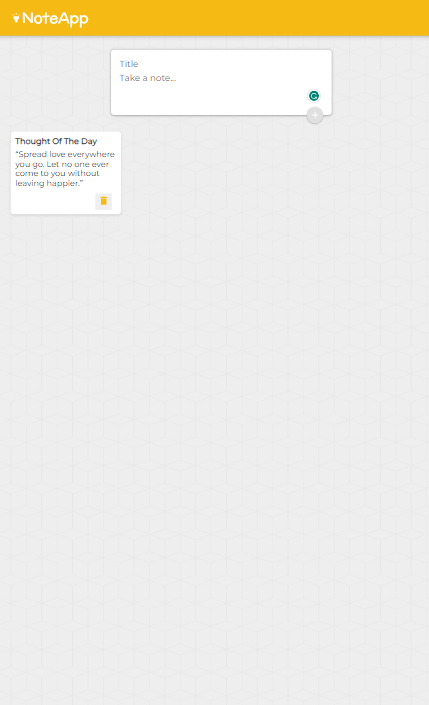 NoteApp
Title
Take a note...
Thought Of The Day
“Spread love everywhere
you go. Let no one ever
come to you without
leaving happier.”